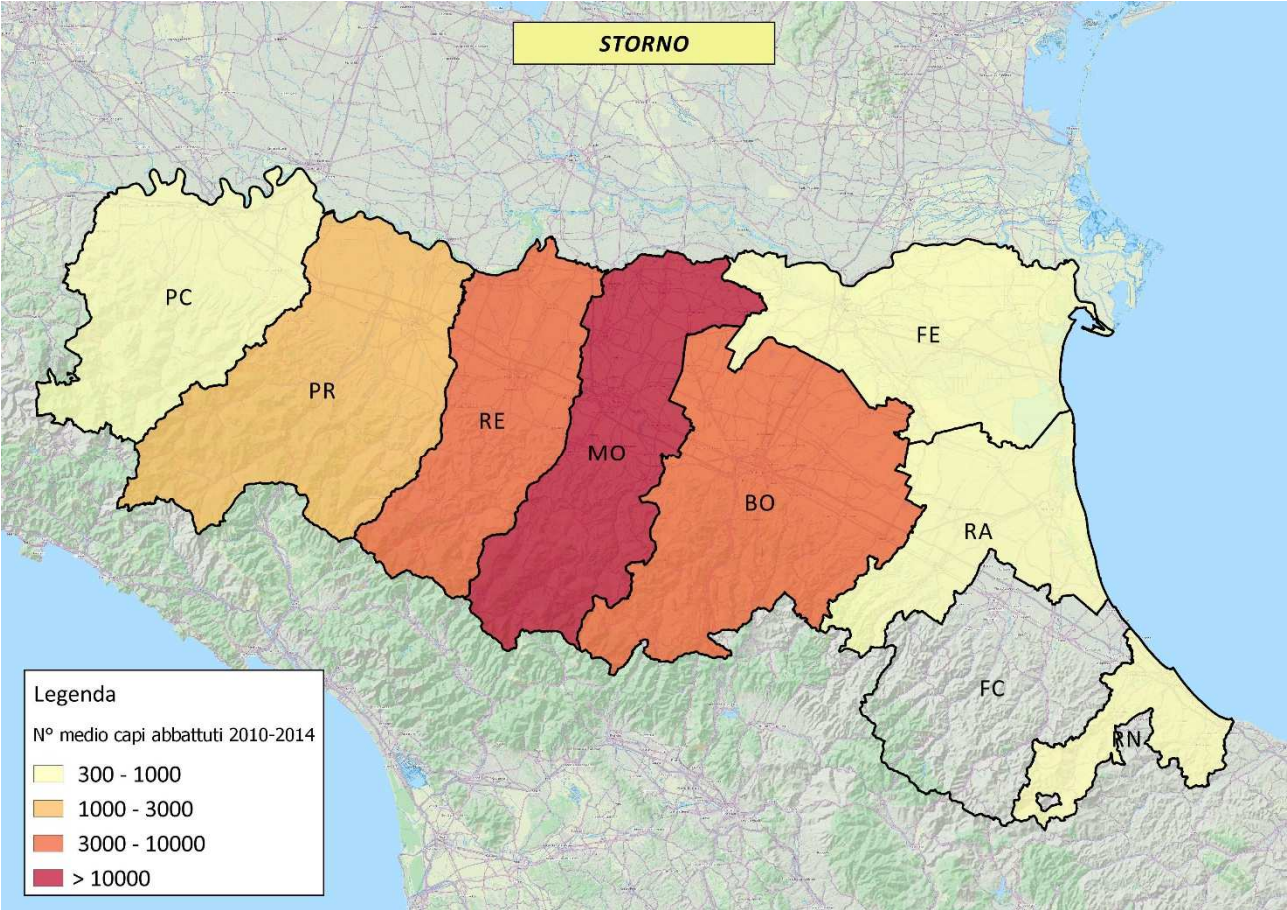 STORNO
PC
PR
RE
MO
BO
FE
RA
FC
RN
Legenda
N° medio capi abbattuti 2010-2014
300 - 1000
1000 - 3000
3000 - 10000
> 10000